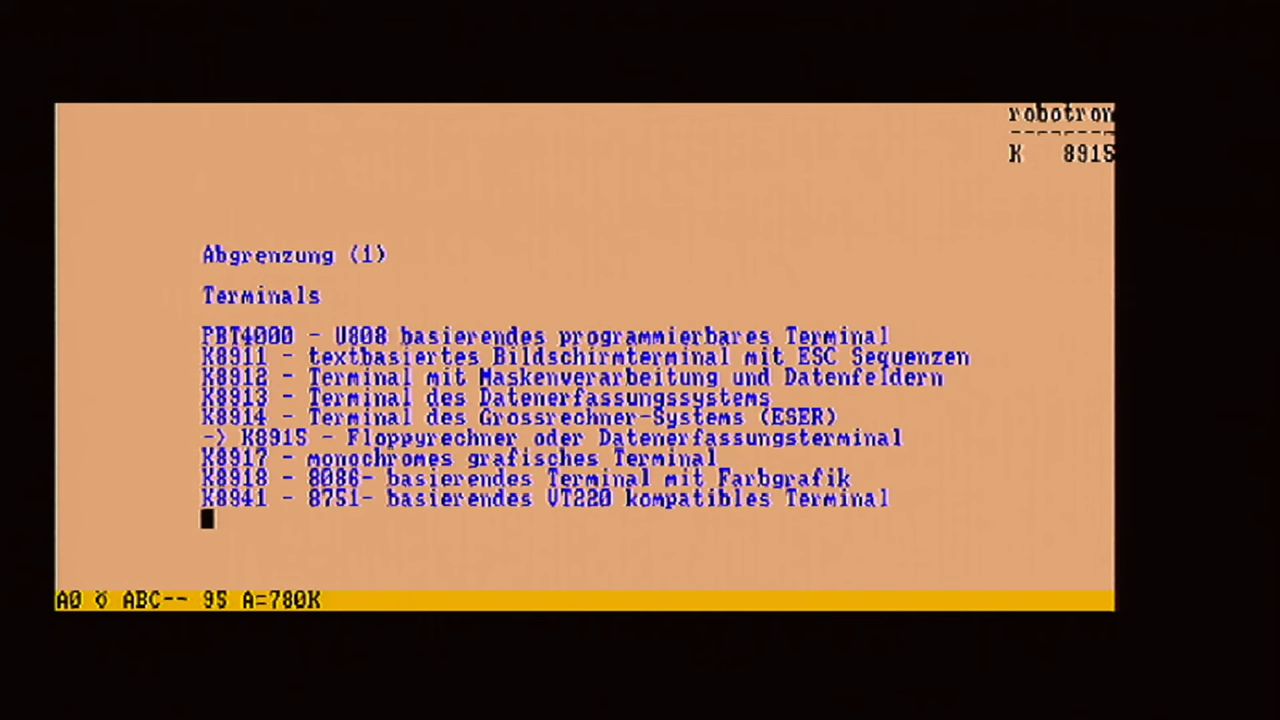 robotron
--------
K   8915
Abgrenzung (1)
Terminals
PBT4000 - U808 basierendes programmierbares Terminal
K8911 - textbasiertes Bildschirmterminal mit ESC Sequenzen
K8912 - Terminal mit Maskenverarbeitung und Datenfeldern
K8913 - Terminal des Datenerfassungssystems
K8914 - Terminal des Grossrechner-Systems (ESER)
-> K8915 - Floppyrechner oder Datenerfassungsterminal
K8917 - monochromes grafisches Terminal
K8918 - 8086- basierendes Terminal mit Farbgrafik
K8941 - 8751- basierendes VT220 kompatibles Terminal
A0 ABC-- 95 A=780K